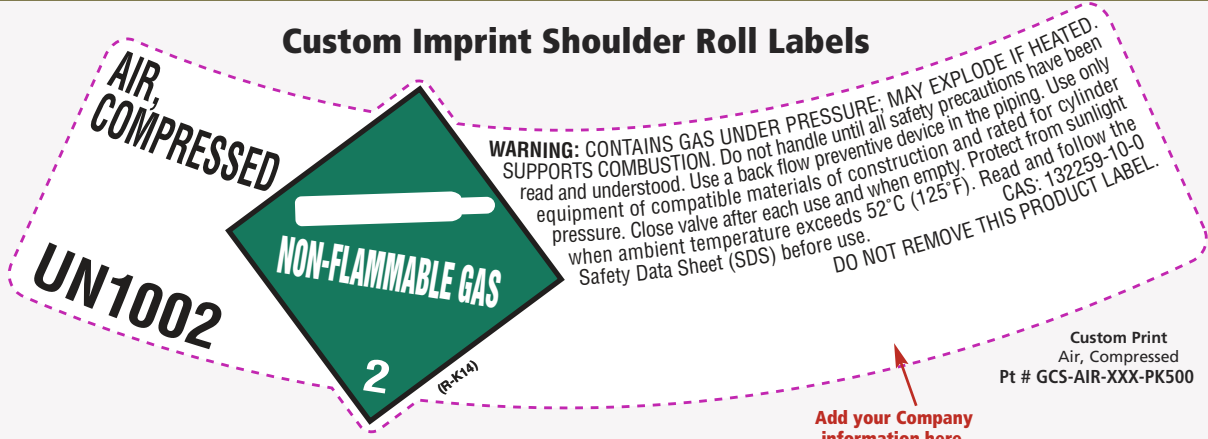 Custom Imprint Shoulder Roll Labels
AIR,
COMPRESSED
UN1002
NON-FLAMMABLE GAS
2
(R-K14)
WARNING: CONTAINS GAS UNDER PRESSURE; MAY EXPLODE IF HEATED.
SUPPORTS COMBUSTION. Do not handle until all safety precautions have been
read and understood. Use a back flow preventive device in the piping. Use only
equipment of compatible materials of construction and rated for cylinder
pressure. Close valve after each use and when empty. Protect from sunlight
when ambient temperature exceeds 52°C (125°F). Read and follow the
Safety Data Sheet (SDS) before use.
CAS: 132259-10-0
DO NOT REMOVE THIS PRODUCT LABEL.
Custom Print
Air, Compressed
Pt # GCS-AIR-XXX-PK500
Add your Company
information here